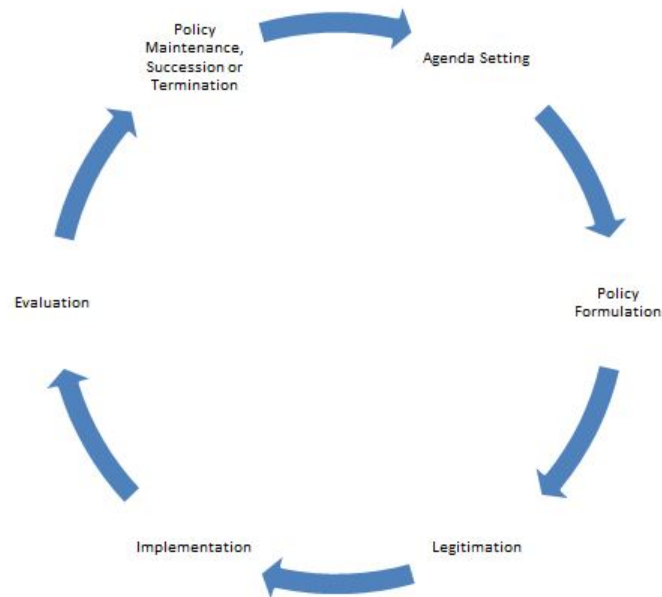 Policy
Maintenance,
Succession or
Termination
Agenda Setting
Policy
Formulation
Legitimation
Implementation
Evaluation